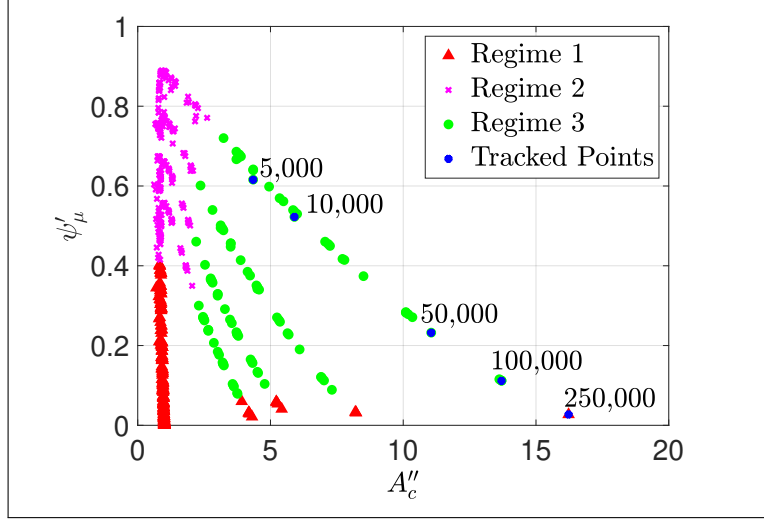 1
Regime 1
Regime 2
0.8
Regime 3
Tracked Points
5,000
0.6
10,000
ψ′μ
0.4
50,000
0.2
100,000
250,000
0
0
5
10
15
20
A″c